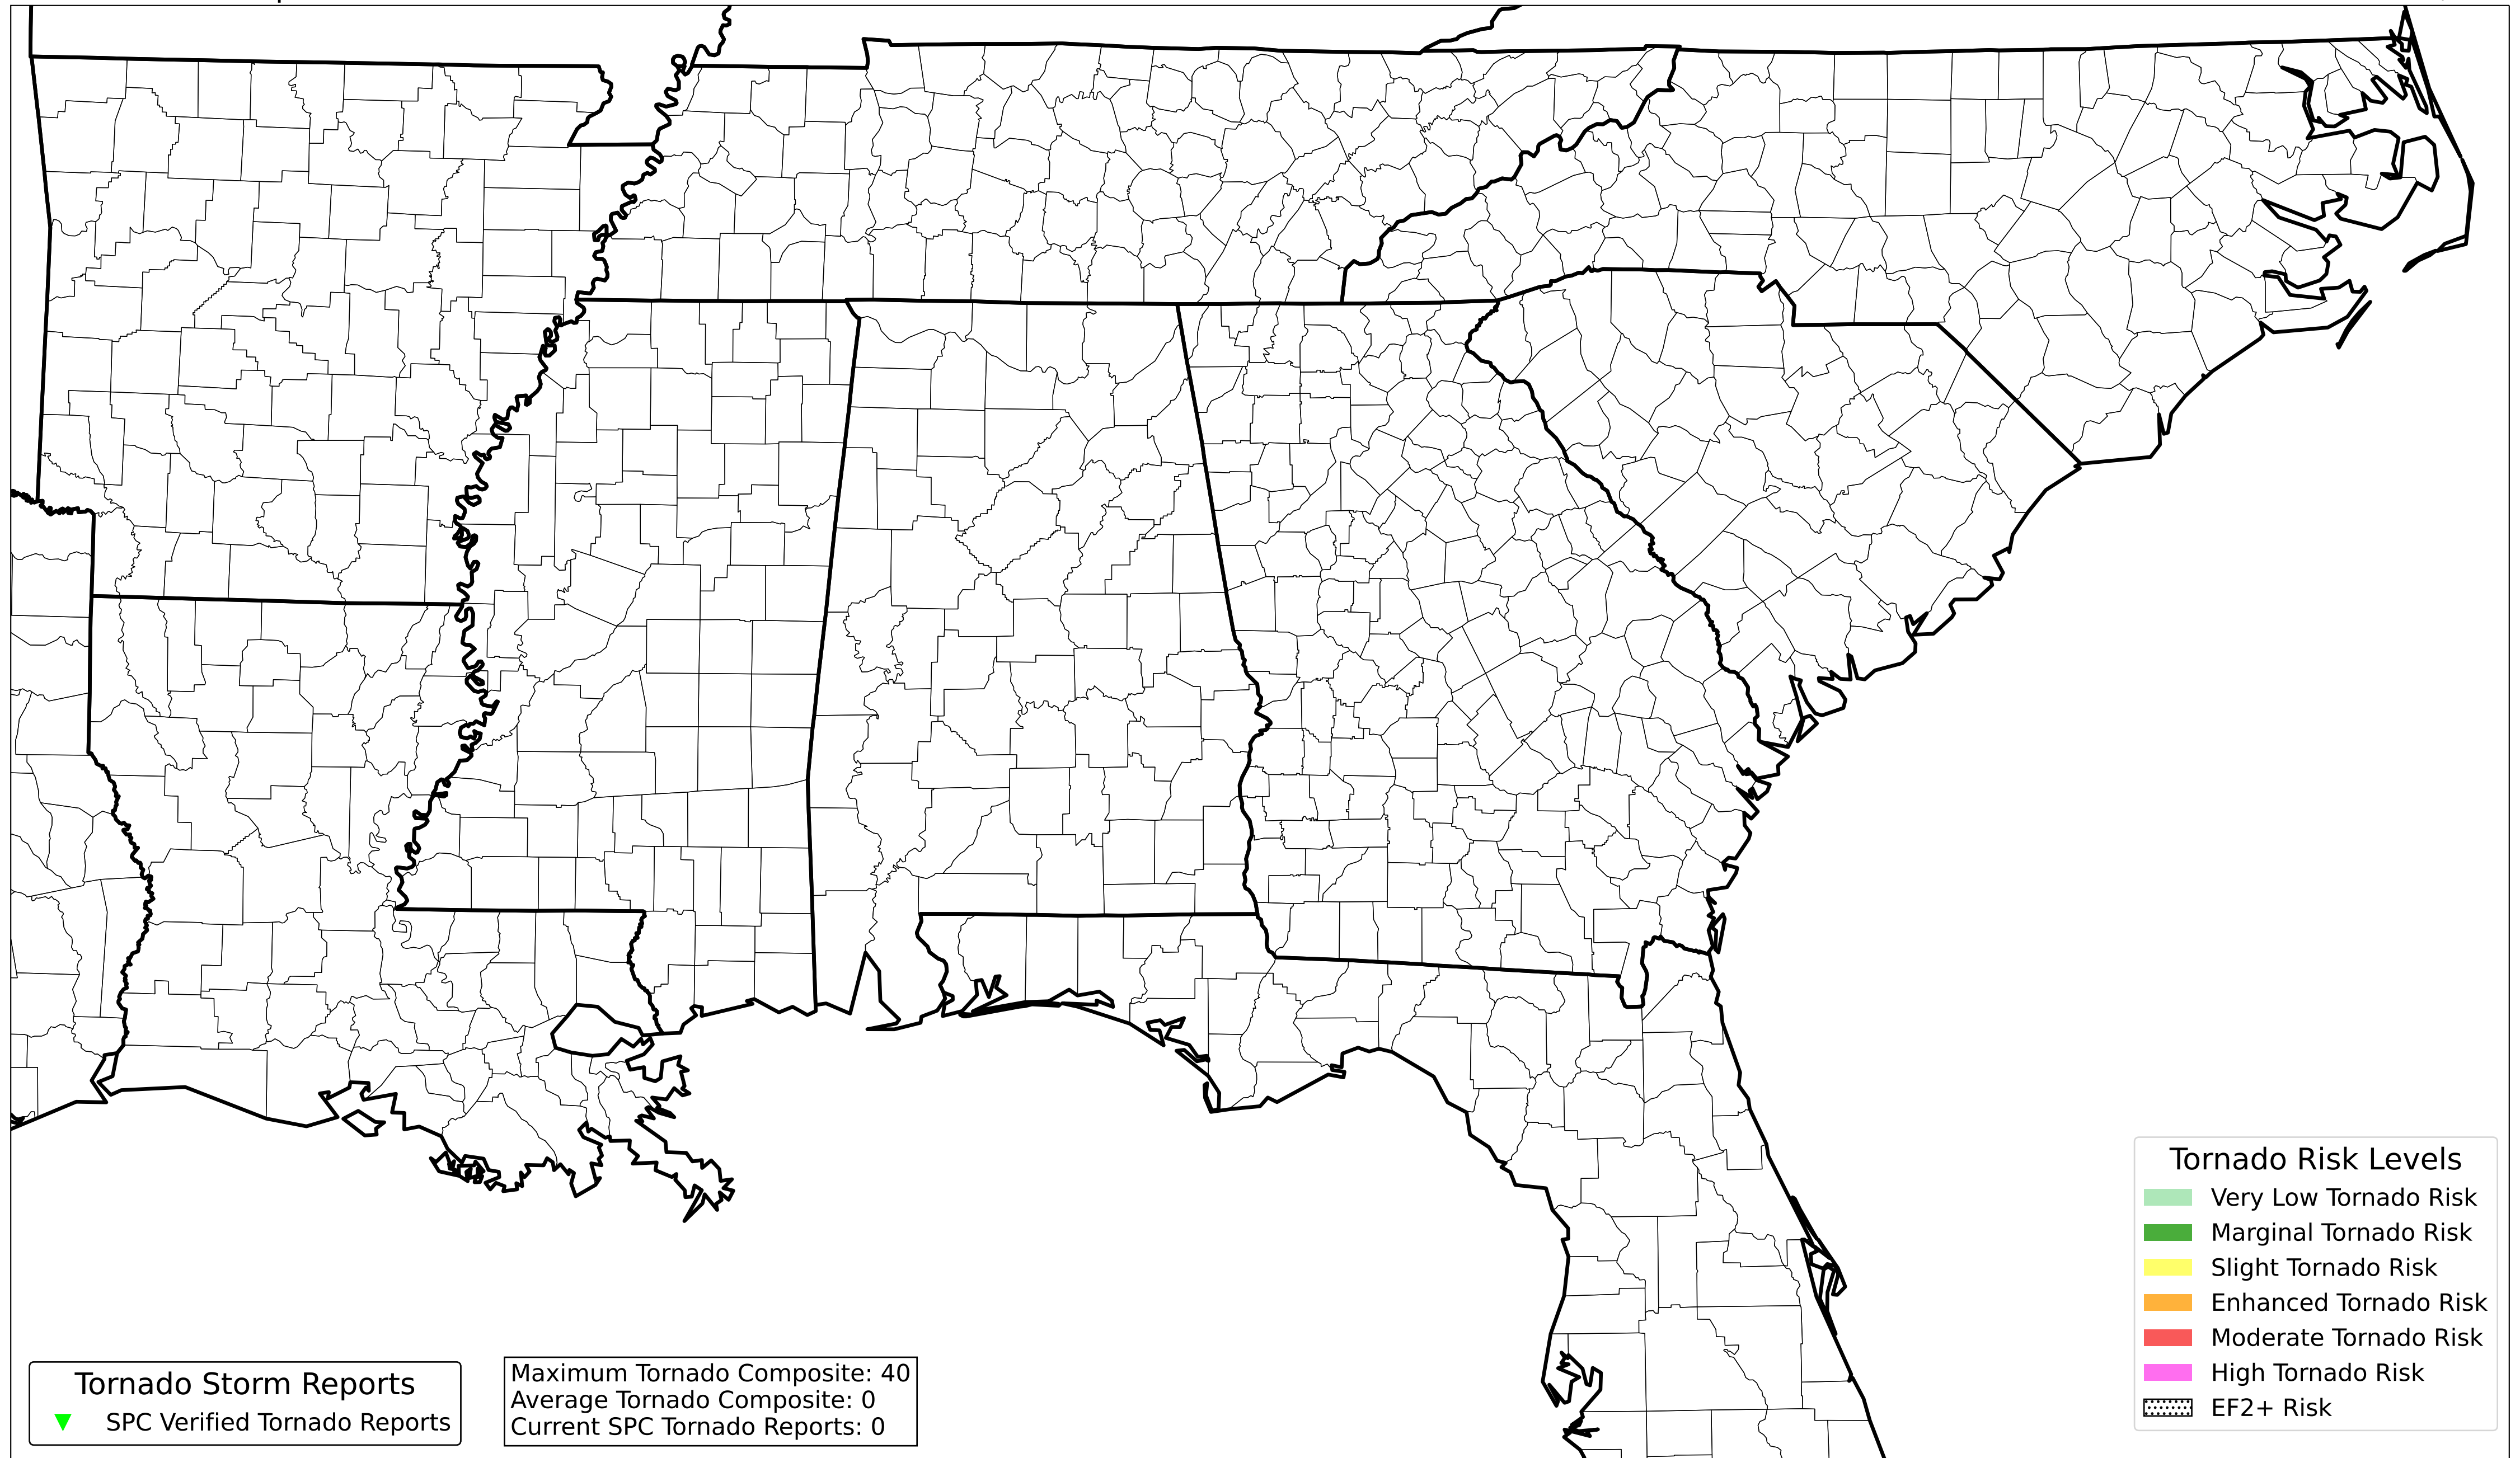 Tornado Risk Levels
Very Low Tornado Risk
Marginal Tornado Risk
Slight Tornado Risk
Enhanced Tornado Risk
Moderate Tornado Risk
High Tornado Risk
EF2+ Risk
Tornado Storm Reports
SPC Verified Tornado Reports
Maximum Tornado Composite: 40
Average Tornado Composite: 0
Current SPC Tornado Reports: 0